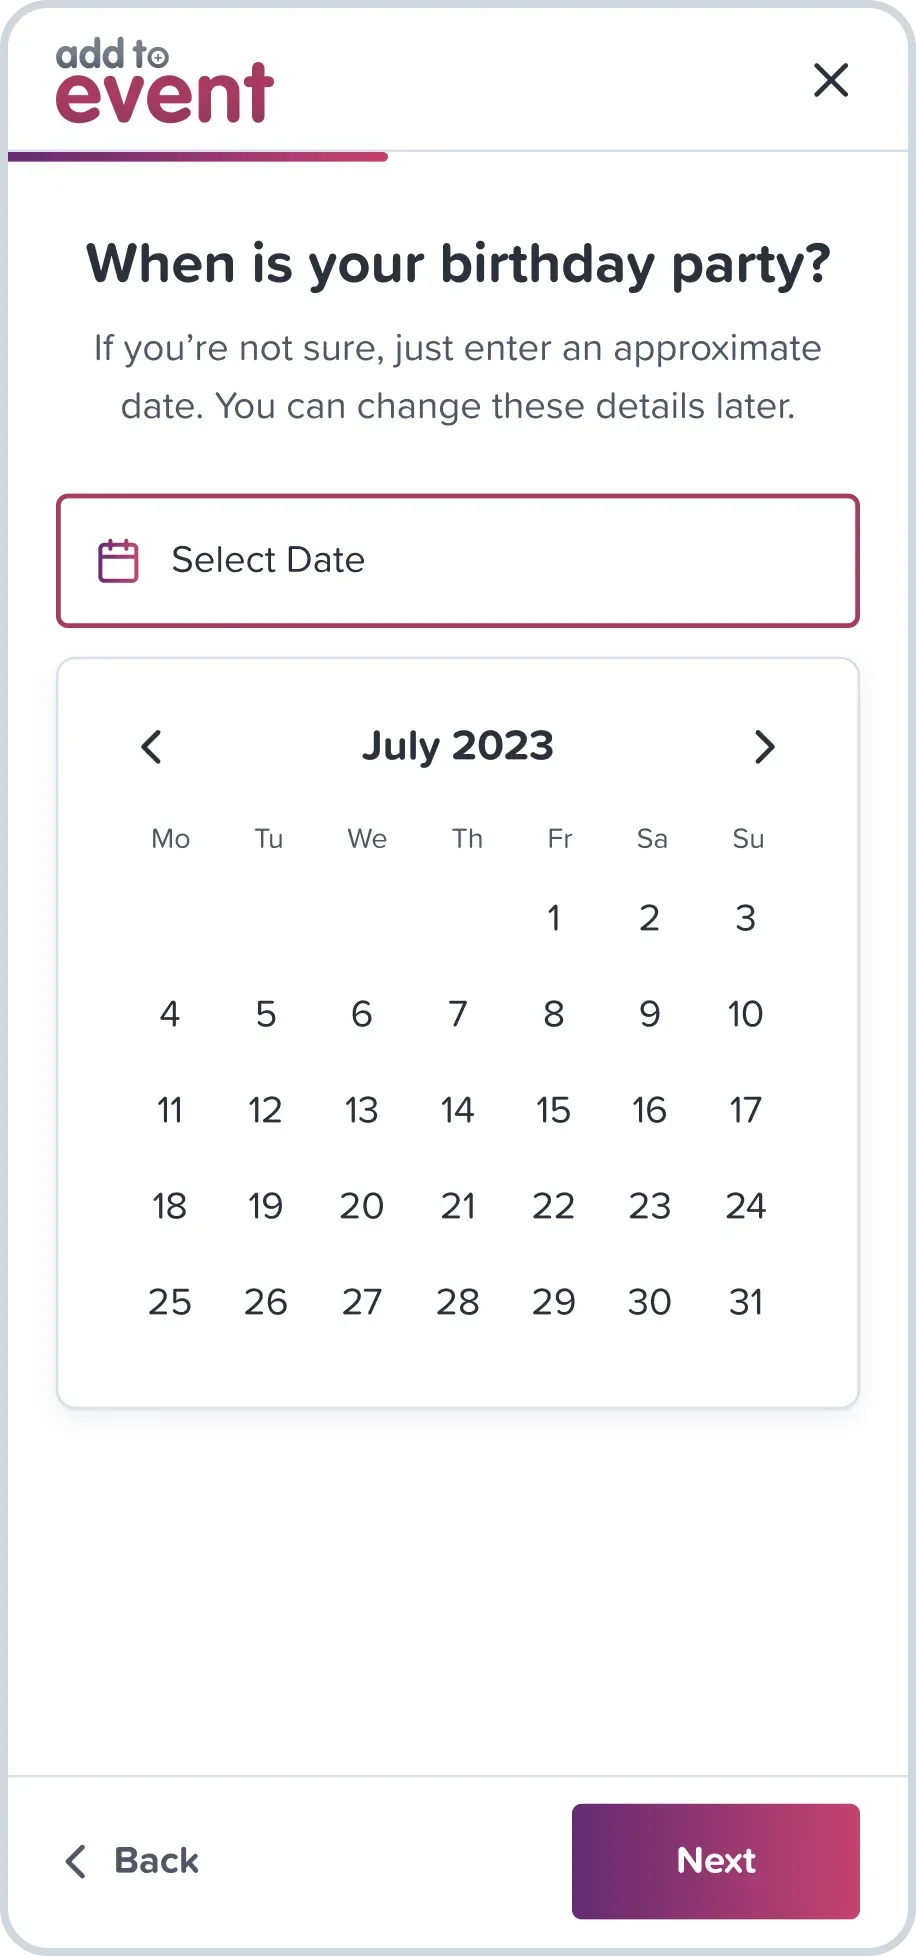 add to
event
When is your birthday party?
If you’re not sure, just enter an approximate
date. You can change these details later.
Select Date
July 2023
Mo Tu We Th Fr Sa Su
1 2 3
4 5 6 7 8 9 10
11 12 13 14 15 16 17
18 19 20 21 22 23 24
25 26 27 28 29 30 31
Back Next